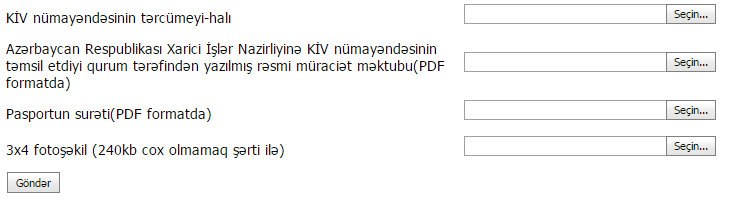 KİV nümayəndəsinin tərcümeyi-halı
Seçin...
Azərbaycan Respublikası Xarici İşlər Nazirliyinə KİV nümayəndəsinin
təmsil etdiyi qurum tərəfindən yazılmış rəsmi müraciət məktubu(PDF
formatda)
Seçin...
Pasportun surəti(PDF formatda)
Seçin...
3x4 fotoşəkil (240kb cox olmamaq şərti ilə)
Seçin...
Göndər